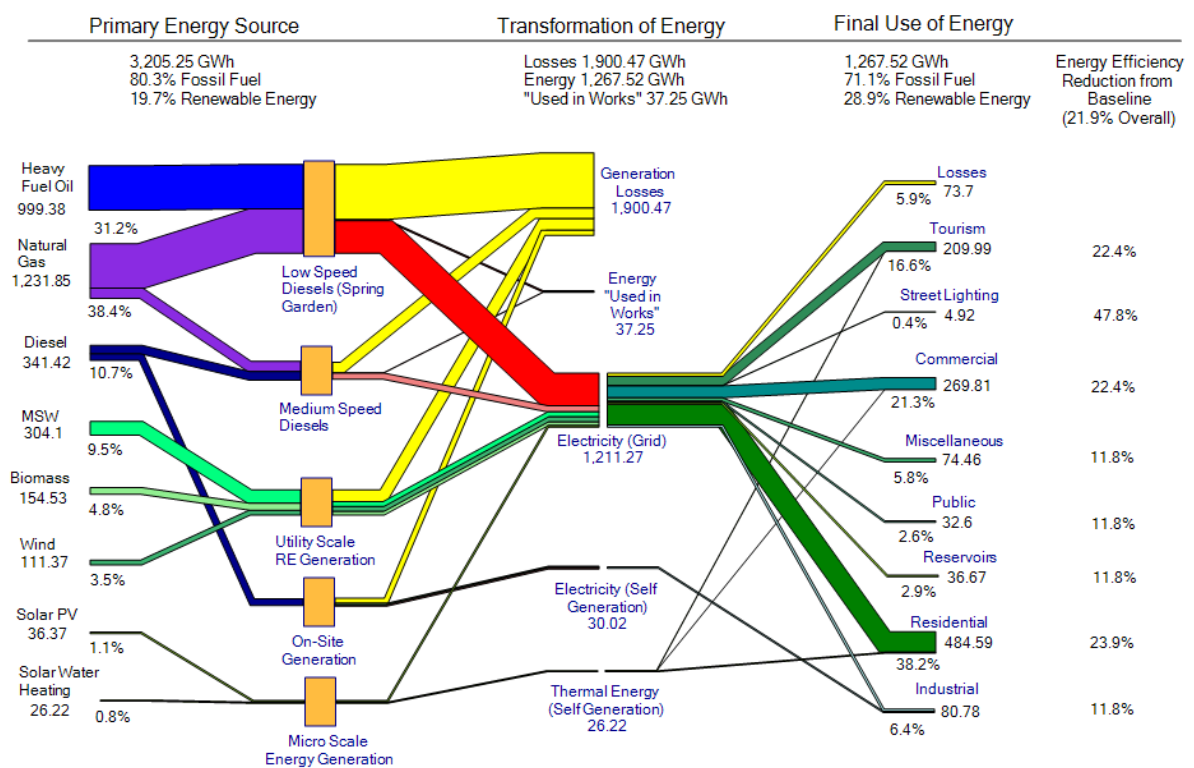 Primary Energy Source
Transformation of Energy
Final Use of Energy
3,205.25 GWh
80.3% Fossil Fuel
19.7% Renewable Energy
Losses 1,900.47 GWh
Energy 1,267.52 GWh
"Used in Works" 37.25 GWh
1,267.52 GWh
71.1% Fossil Fuel
28.9% Renewable Energy
Energy Efficiency
Reduction from
Baseline
(21.9% Overall)
Heavy
Fuel Oil
999.38
31.2%
Natural
Gas
1,231.85
38.4%
Diesel
341.42
10.7%
MSW
304.1
9.5%
Biomass
154.53
4.8%
Wind
111.37
3.5%
Solar PV
36.37
1.1%
Solar Water
Heating
26.22
0.8%
Low Speed
Diesels (Spring
Garden)
Medium Speed
Diesels
Utility Scale
RE Generation
On-Site
Generation
Micro Scale
Energy Generation
Generation
Losses
1,900.47
Energy
"Used in
Works"
37.25
Electricity (Grid)
1,211.27
Electricity (Self
Generation)
30.02
Thermal Energy
(Self Generation)
26.22
Losses
73.7
5.9%
Tourism
209.99
16.6%
22.4%
Street Lighting
4.92
0.4%
47.8%
Commercial
269.81
21.3%
22.4%
Miscellaneous
74.46
5.8%
11.8%
Public
32.6
2.6%
11.8%
Reservoirs
36.67
2.9%
11.8%
Residential
484.59
38.2%
23.9%
Industrial
80.78
6.4%
11.8%